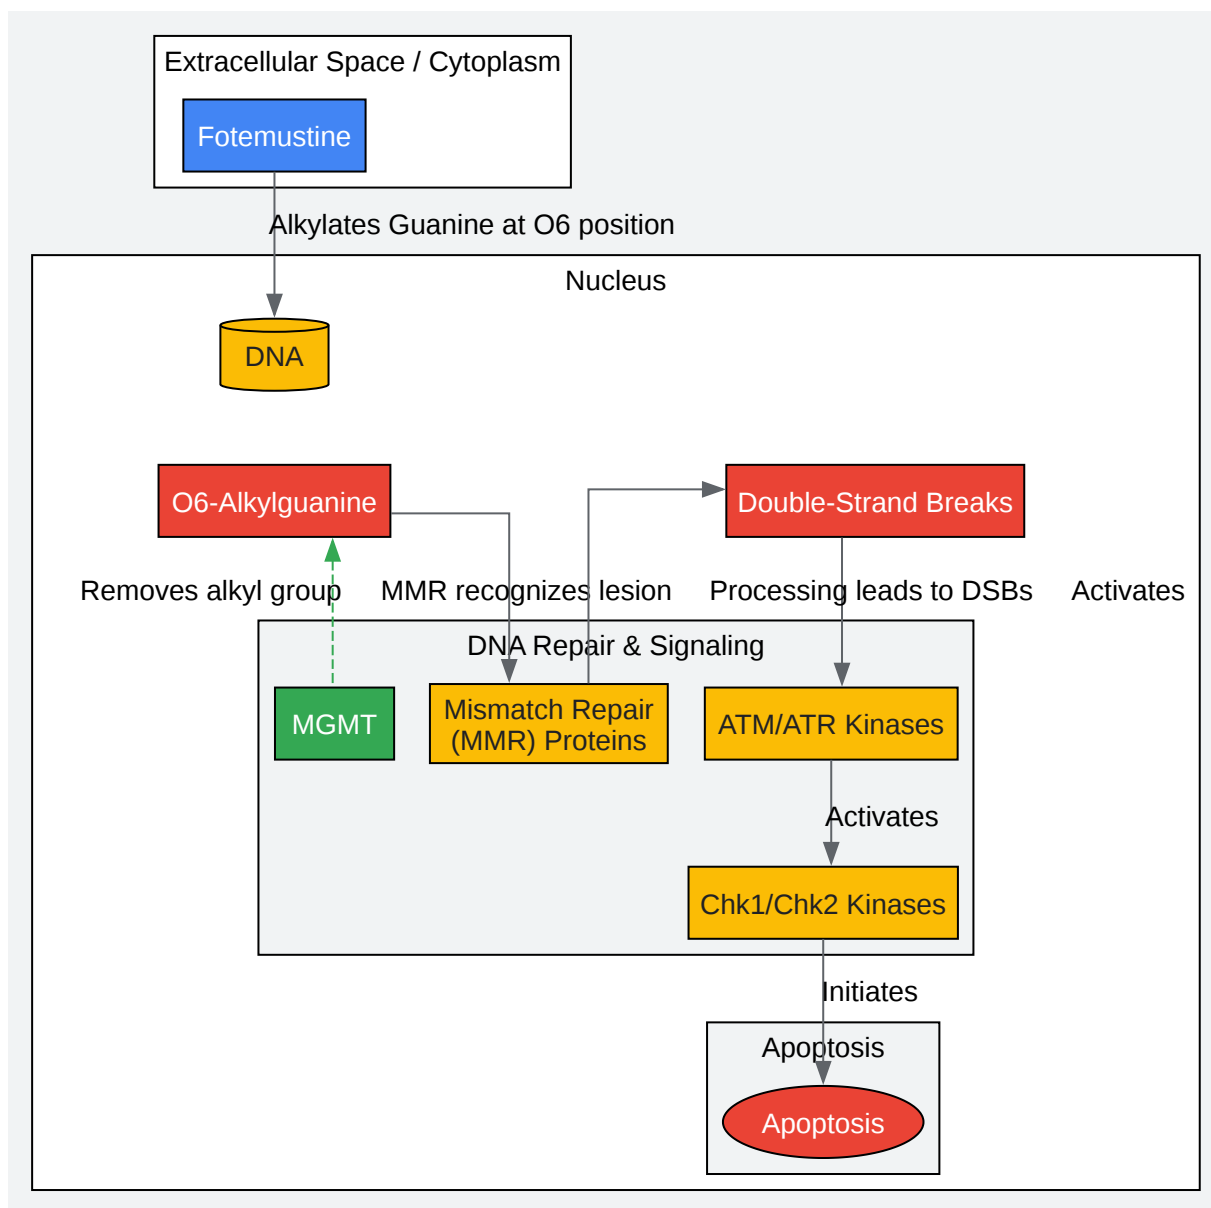 Extracellular Space / Cytoplasm
Fotemustine
Alkylates Guanine at O6 position
Nucleus
DNA
O6-Alkylguanine
Double-Strand Breaks
Removes alkyl group
MMR recognizes lesion
Processing leads to DSBs
Activates
DNA Repair & Signaling
MGMT
Mismatch Repair
(MMR) Proteins
ATM/ATR Kinases
Activates
Chk1/Chk2 Kinases
Initiates
Apoptosis
Apoptosis